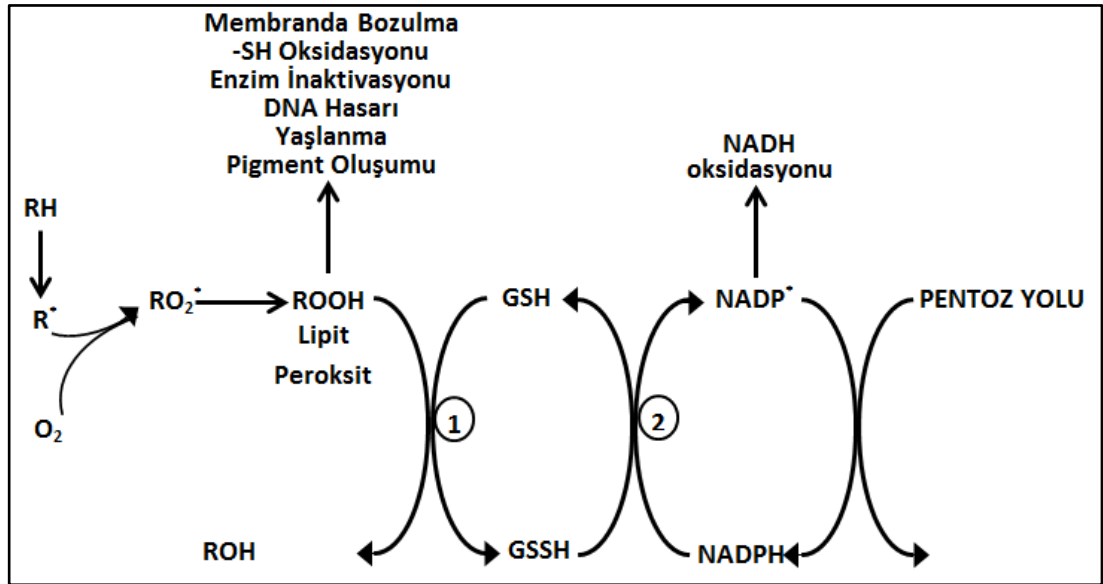 Membranda Bozulma
-SH Oksidasyonu
Enzim İnaktivasyonu
DNA Hasarı
Yaşlanma
Pigment Oluşumu
NADH
oksidasyonu
RH
R*
RO₂*
ROOH
Lipit
Peroksit
GSH
NADP*
PENTOZ YOLU
O₂
1
2
ROH
GSSH
NADPH